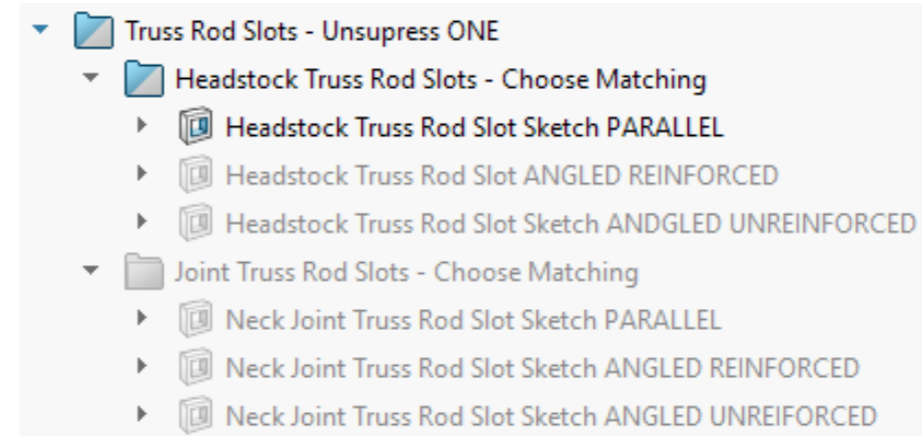 Truss Rod Slots - Unsupress ONE
Headstock Truss Rod Slots - Choose Matching
Headstock Truss Rod Slot Sketch PARALLEL
Headstock Truss Rod Slot ANGLED REINFORCED
Headstock Truss Rod Slot Sketch ANDGLED UNREINFORCED
Joint Truss Rod Slots - Choose Matching
Neck Joint Truss Rod Slot Sketch PARALLEL
Neck Joint Truss Rod Slot Sketch ANGLED REINFORCED
Neck Joint Truss Rod Slot Sketch ANGLED UNREIFORCED